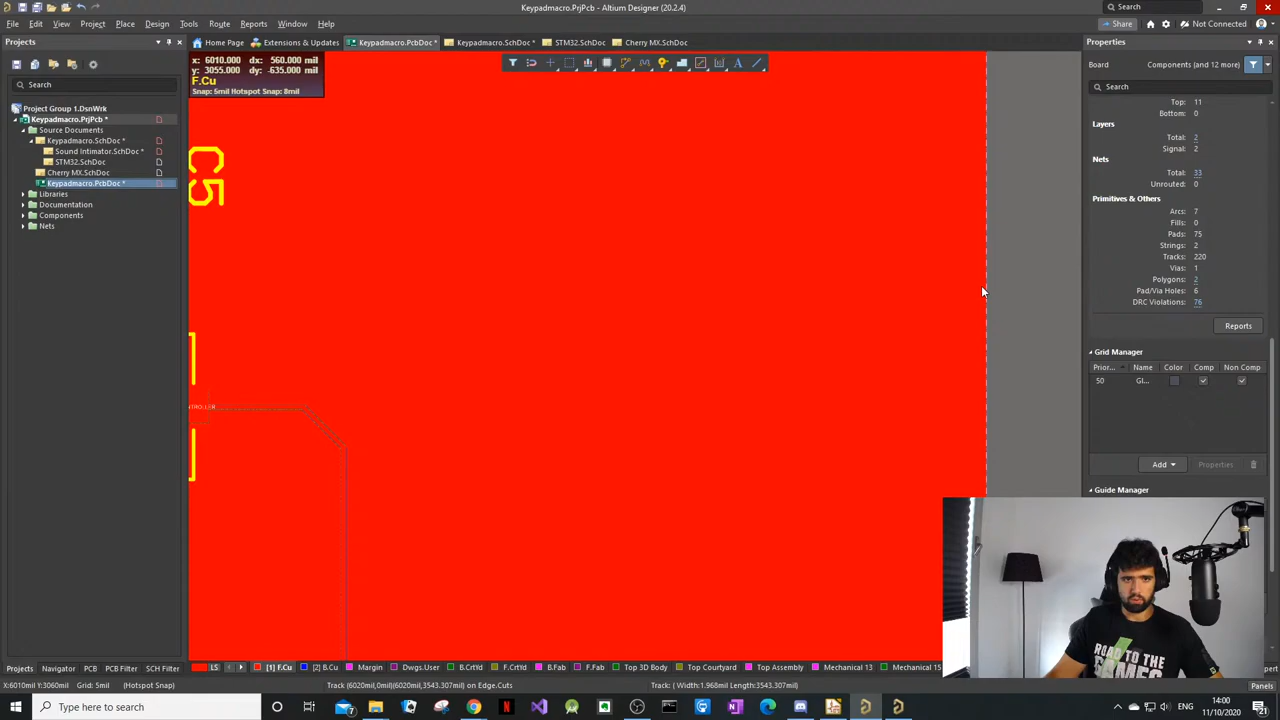 Keypadmacro.PrjPcb - Altium Designer (20.2.4)
Search
File Edit View Project Place Design Tools Route Reports Window Help
Share
Not Connected
Projects
Home Page
Extensions & Updates
Keypadmacro.PcbDoc *
Keypadmacro.SchDoc *
STM32.SchDoc
Cherry MX.SchDoc
Properties
x: 6010.000 dx: 560.000 mil
y: 3055.000 dy: -635.000 mil
F.Cu
Snap: 5mil Hotspot Snap: 8mil
Board Components (and 12 more)
Search
Search
Project Group 1.DsnWrk
Keypadmacro.PrjPcb *
Source Documents
Keypadmacro.SchDoc *
Sound Intimator.SchDoc *
STM32.SchDoc
Cherry MX.SchDoc
Keypadmacro.PcbDoc *
Libraries
Documentation
Components
Nets
C5
Top: 11
Bottom: 0
Layers
Total: 2
Signal: 2
Nets
Total: 33
Unrouted: 0
Primitives & Others
Arcs: 7
Fills: 0
Pads: 75
Strings: 2
Tracks: 220
Vias: 1
Polygons: 2
Pad/Via Holes: 6
DRC Violations: 76
Reports
Grid Manager
Prior... Name Color Comp Non Comp
50 Gl...
Add Properties
Guide Manager
ROAD TO THE
Projects Navigator PCB PCB Filter SCH Filter
LS [1] F.Cu [2] B.Cu Margin Dwgs.User B.CrtYd F.CrtYd B.Fab F.Fab Top 3D Body Top Courtyard Top Assembly Mechanical 13 Mechanical 15
X:6010mil Y:3060mil Grid: 5mil (Hotspot Snap)
Track (6020mil,0mil)(6020mil,3543.307mil) on Edge.Cuts
Track: ( Width:1.968mil Length:3543.307mil)
Panels
Type here to search
14:00
11/10/2020